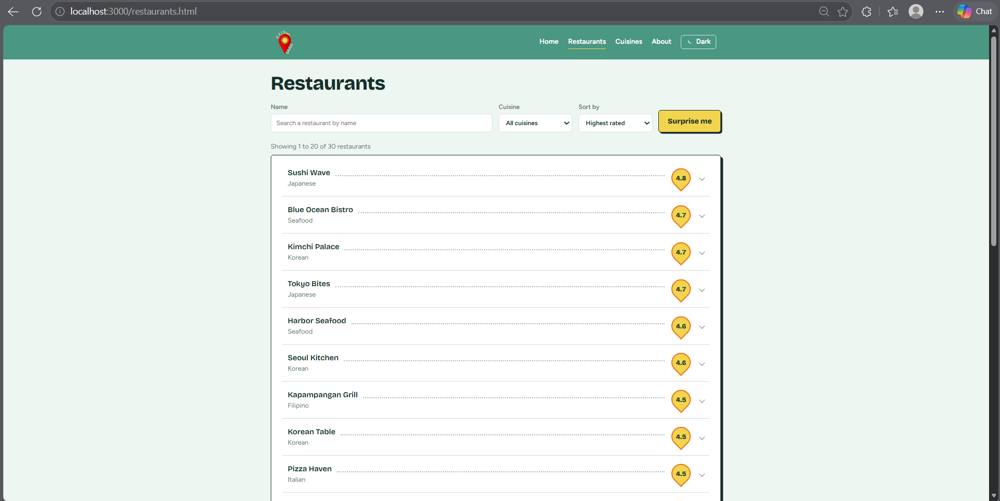 localhost:3000/restaurants.html
Chat
Home Restaurants Cuisines About Dark
Restaurants
Name Cuisine Sort by
Search a restaurant by name All cuisines Highest rated Surprise me
Showing 1 to 20 of 30 restaurants
Sushi Wave 4.8
Japanese
Blue Ocean Bistro 4.7
Seafood
Kimchi Palace 4.7
Korean
Tokyo Bites 4.7
Japanese
Harbor Seafood 4.6
Seafood
Seoul Kitchen 4.6
Korean
Kapampangan Grill 4.5
Filipino
Korean Table 4.5
Korean
Pizza Haven 4.5
Italian